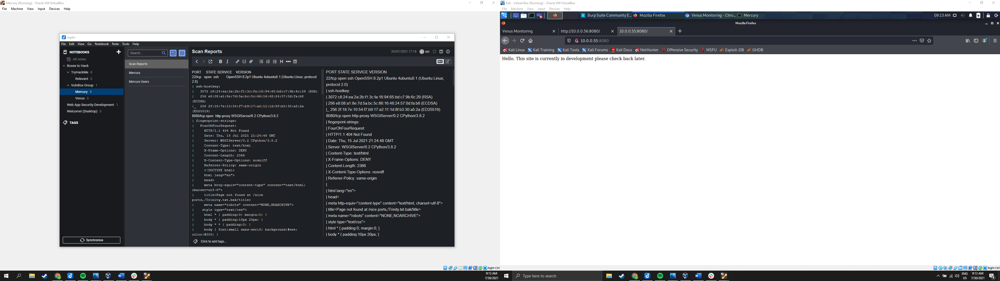 Mercury [Running] - Oracle VM VirtualBox
File Machine View Input Devices Help
Joplin
File Edit View Go Notebook Note Tools Help
NOTEBOOKS
All notes
Boxes to Hack
TryHackMe 8
Relevant 3
VulnBox Group 1
Mercury 3
Venus 3
Web App Security Development 1
Welcome! (Desktop) 5
TAGS
Synchronise
Search...
Scan Reports
Mercury
Mercury Users
Scan Reports
29/07/2021 17:18
en
PORT STATE SERVICE VERSION
22/tcp open ssh OpenSSH 8.2p1 Ubuntu 4ubuntu0.1 (Ubuntu Linux; protocol
2.0)
| ssh-hostkey:
| 3072 c8:24:ea:2a:2b:f1:3c:fa:16:94:65:bd:c7:9b:6c:29 (RSA)
| 256 e8:08:a1:8e:7d:5a:bc:5c:66:16:48:24:57:0d:fa:b8
(ECDSA)
|_ 256 2f:18:7e:10:54:f7:b9:17:a2:11:1d:8f:b3:30:a5:2a
(ED25519)
8080/tcp open http-proxy WSGIServer/0.2 CPython/3.8.2
| fingerprint-strings:
| FourOhFourRequest:
| HTTP/1.1 404 Not Found
| Date: Thu, 15 Jul 2021 21:24:48 GMT
| Server: WSGIServer/0.2 CPython/3.8.2
| Content-Type: text/html
| X-Frame-Options: DENY
| Content-Length: 2366
| X-Content-Type-Options: nosniff
| Referrer-Policy: same-origin
| <!DOCTYPE html>
| html lang="en">
| head>
| meta http-equiv="content-type" content="text/html;
charset=utf-8">
| title>Page not found at /nice
ports,/Trinity.txt.bak/title>
| meta name="robots" content="NONE,NOARCHIVE">
| style type="text/css">
| html * { padding:0; margin:0; }
| body * { padding:10px 20px; }
| body * * { padding:0; }
| body { font:small sans-serif; background:#eee;
color:#000; }
PORT STATE SERVICE VERSION
22/tcp open ssh OpenSSH 8.2p1 Ubuntu 4ubuntu0.1 (Ubuntu Linux;
protocol 2.0)
| ssh-hostkey:
| 3072 c8:24:ea:2a:2b:f1:3c:fa:16:94:65:bd:c7:9b:6c:29 (RSA)
| 256 e8:08:a1:8e:7d:5a:bc:5c:66:16:48:24:57:0d:fa:b8 (ECDSA)
|_ 256 2f:18:7e:10:54:f7:b9:17:a2:11:1d:8f:b3:30:a5:2a (ED25519)
8080/tcp open http-proxy WSGIServer/0.2 CPython/3.8.2
| fingerprint-strings:
| FourOhFourRequest:
| HTTP/1.1 404 Not Found
| Date: Thu, 15 Jul 2021 21:24:48 GMT
| Server: WSGIServer/0.2 CPython/3.8.2
| Content-Type: text/html
| X-Frame-Options: DENY
| Content-Length: 2366
| X-Content-Type-Options: nosniff
| Referrer-Policy: same-origin
|
| html lang="en">
| head>
| meta http-equiv="content-type" content="text/html; charset=utf-8">
| title>Page not found at /nice ports,/Trinity.txt.bak/title>
| meta name="robots" content="NONE,NOARCHIVE">
| style type="text/css">
| html * { padding:0; margin:0; }
| body * { padding:10px 20px; }
Click to add tags...
Right Ctrl
9:13 AM
7/30/2021
Kali - Virtual Box [Running] - Oracle VM VirtualBox
File Machine View Input Devices Help
Burp Suite Community E... Mozilla Firefox Venus Monitoring - Chro... Mercury 09:13 AM
Mozilla Firefox
Venus Monitoring http://10.0.0.56:8080/ 10.0.0.55:8080/
10.0.0.55:8080
Kali Linux Kali Training Kali Tools Kali Forums Kali Docs NetHunter Offensive Security MSFU Exploit-DB GHDB
Hello. This site is currently in development please check back later.
Right Ctrl
Type here to search
ENG
US
9:13 AM
7/30/2021
4